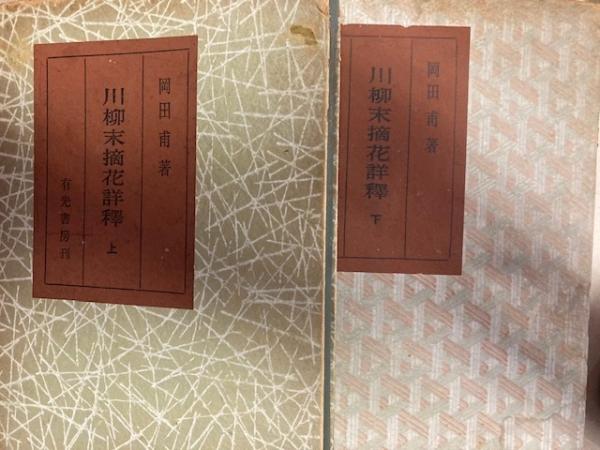 岡田甫著
川柳末摘花詳釋 上
有光書房刊
岡田甫著
川柳末摘花詳釋 下